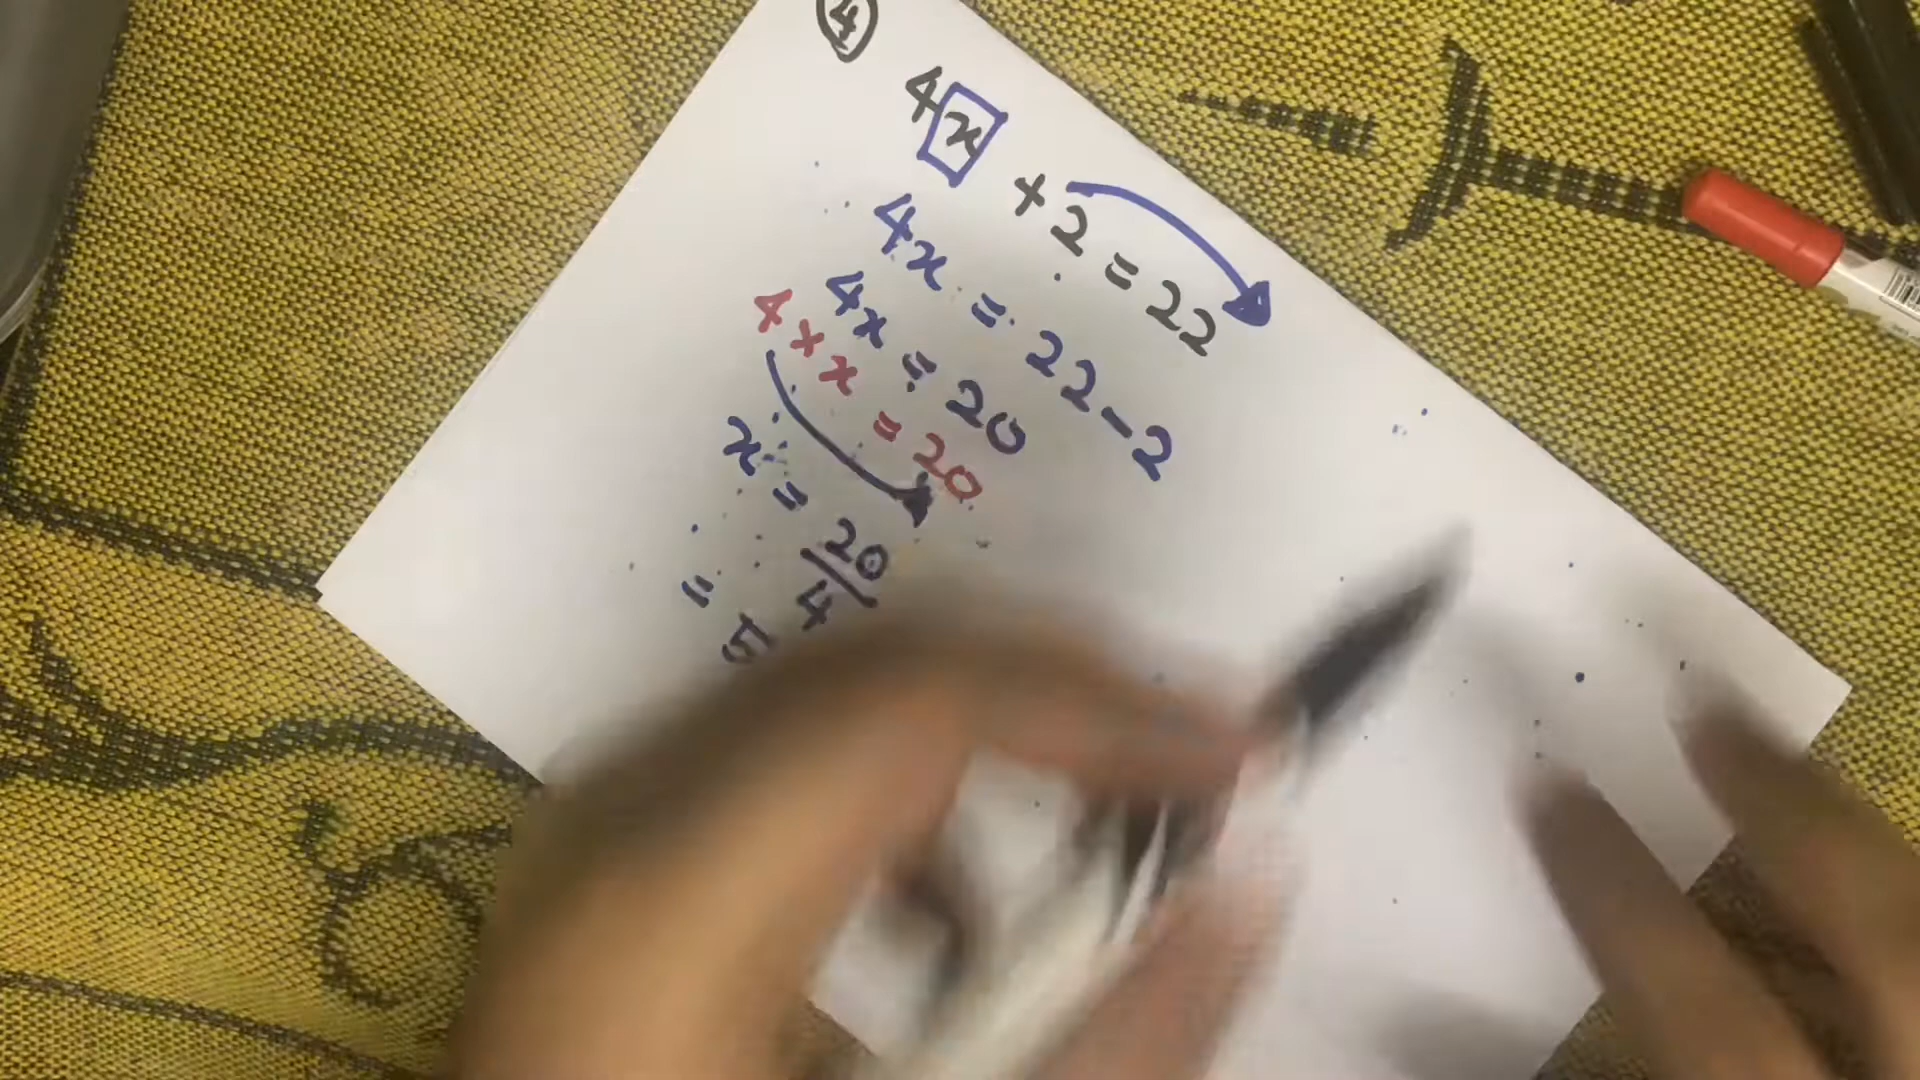 4
4x + 2 = 22
4x = 22 - 2
4x = 20
4 × x = 20
x = 20/4
= 5